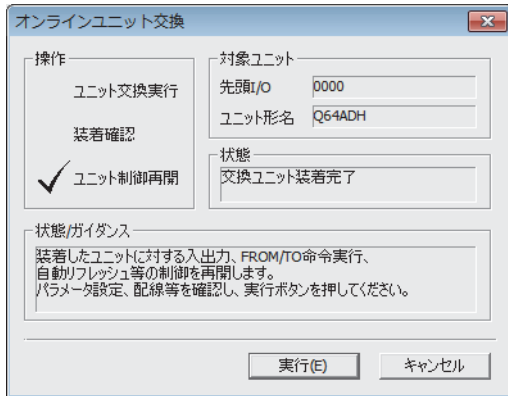 オンラインユニット交換
操作
ユニット交換実行
装着確認
ユニット制御再開
対象ユニット
先頭I/O 0000
ユニット形名 Q64ADH
状態
交換ユニット装着完了
状態/ガイダンス
装着したユニットに対する入出力、FROM/TO命令実行、
自動リフレッシュ等の制御を再開します。
パラメータ設定、配線等を確認し、実行ボタンを押してください。
実行(E) キャンセル